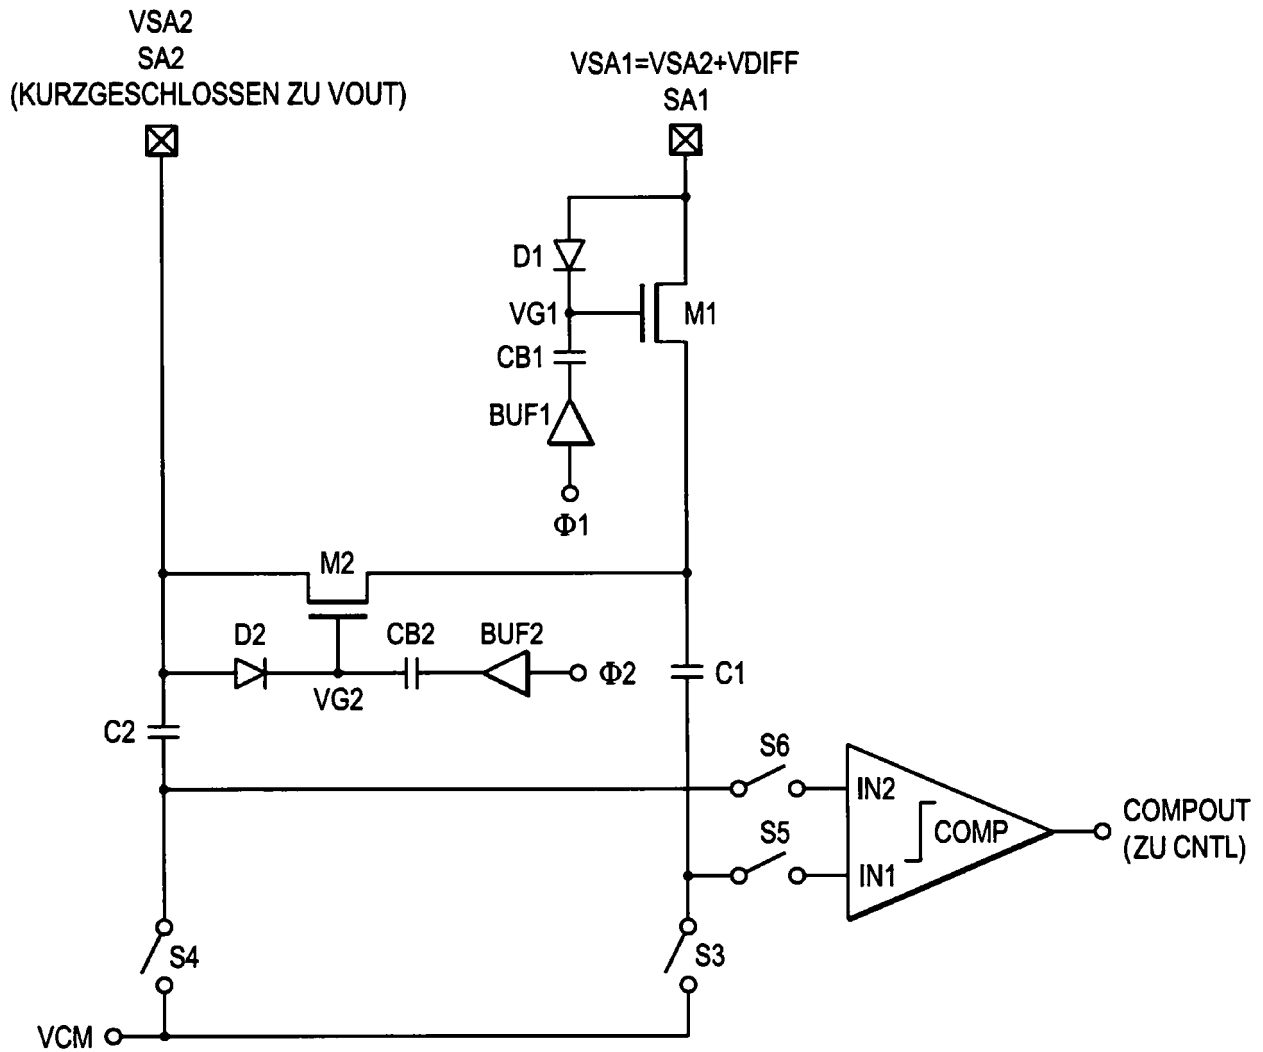 VSA2
SA2
(KURZGESCHLOSSEN ZU VOUT)
VSA1=VSA2+VDIFF
SA1
D1
VG1
M1
CB1
BUF1
Φ1
M2
D2
CB2
BUF2
Φ2
C1
VG2
C2
S6
IN2
COMPOUT
COMP
S5
(ZU CNTL)
IN1
S4
S3
VCM